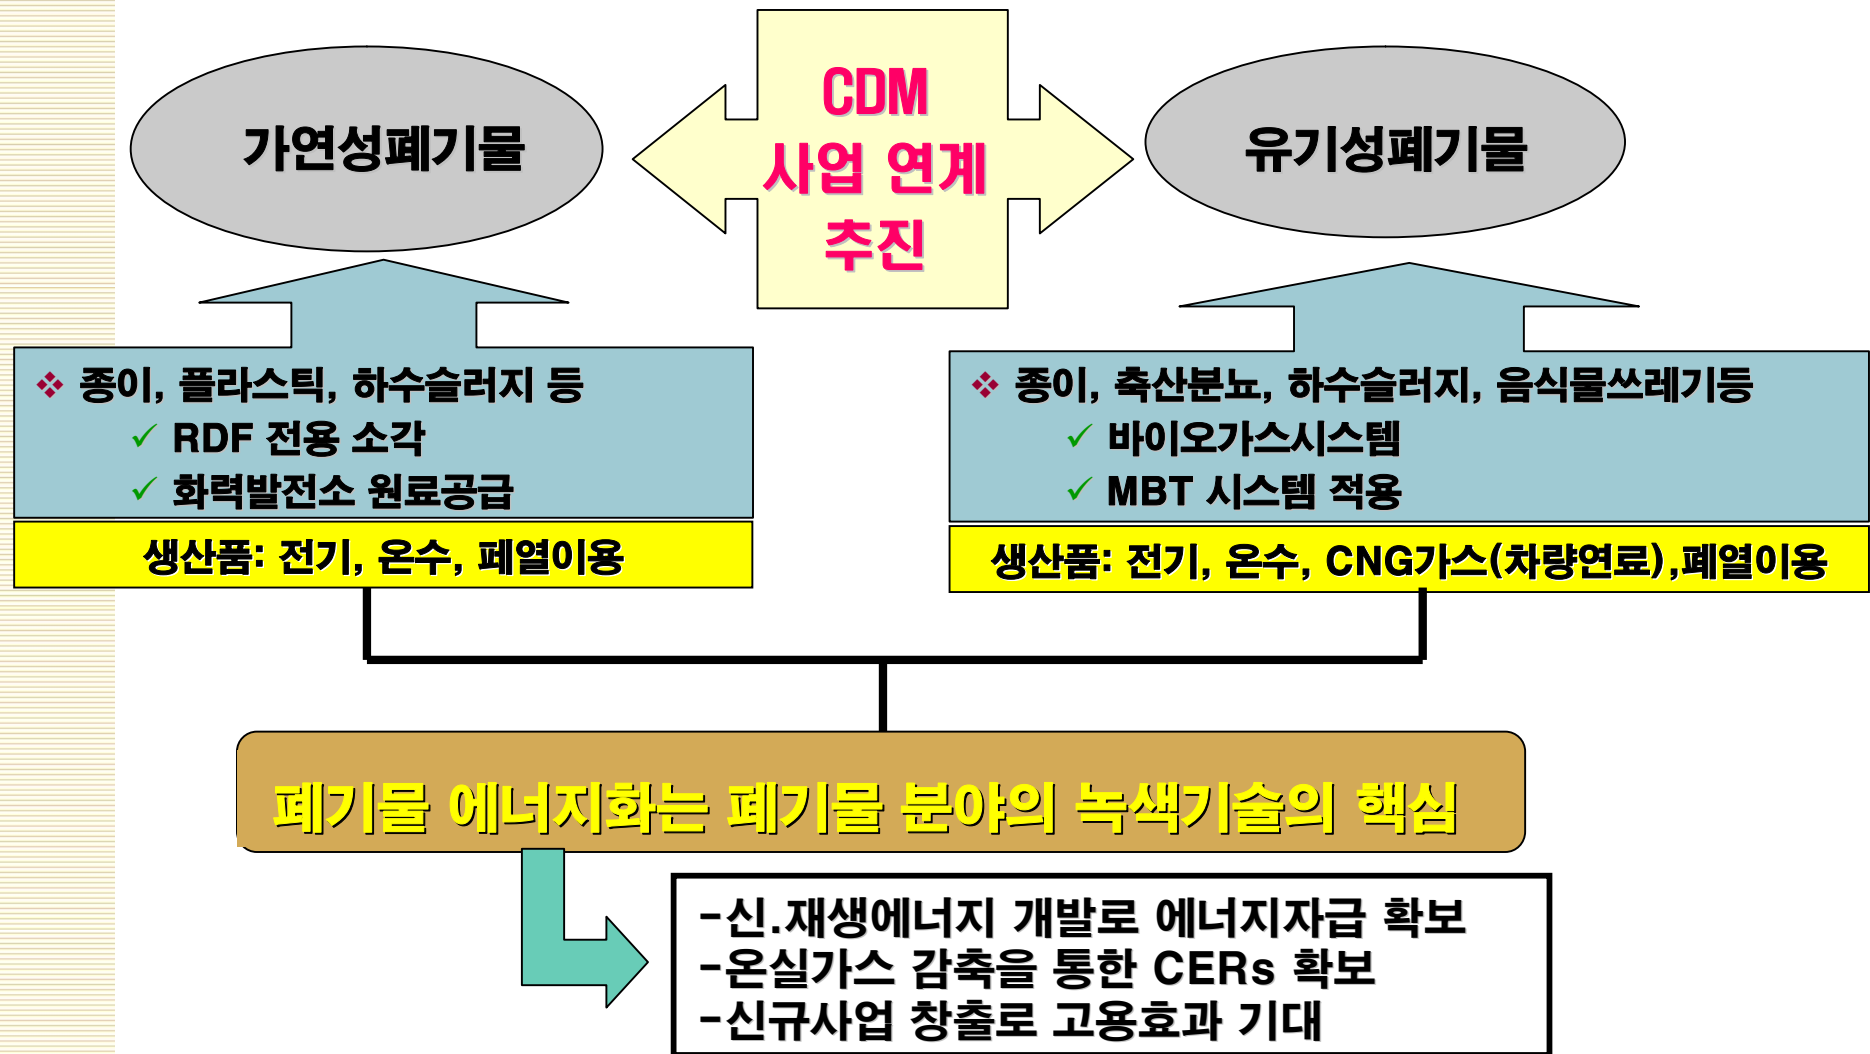 가연성폐기물
CDM
사업 연계
추진
유기성폐기물
❖ 종이, 플라스틱, 하수슬러지 등
✓ RDF 전용 소각
✓ 화력발전소 원료공급
생산품: 전기, 온수, 폐열이용
❖ 종이, 축산분뇨, 하수슬러지, 음식물쓰레기등
✓ 바이오가스시스템
✓ MBT 시스템 적용
생산품: 전기, 온수, CNG가스(차량연료),폐열이용
폐기물 에너지화는 폐기물 분야의 녹색기술의 핵심
-신.재생에너지 개발로 에너지자급 확보
-온실가스 감축을 통한 CERs 확보
-신규사업 창출로 고용효과 기대